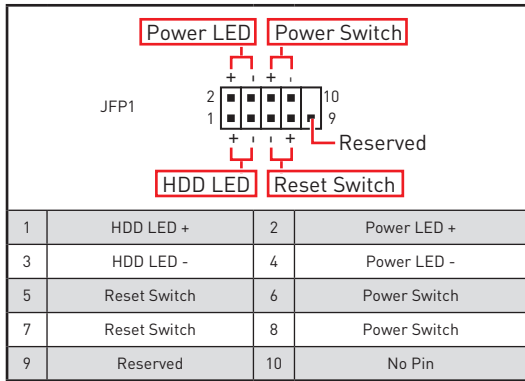 Power LED Power Switch
+ - + -
JFP1
2 10
1 9
+ - - +
Reserved
HDD LED Reset Switch
1 HDD LED + 2 Power LED +
3 HDD LED - 4 Power LED -
5 Reset Switch 6 Power Switch
7 Reset Switch 8 Power Switch
9 Reserved 10 No Pin